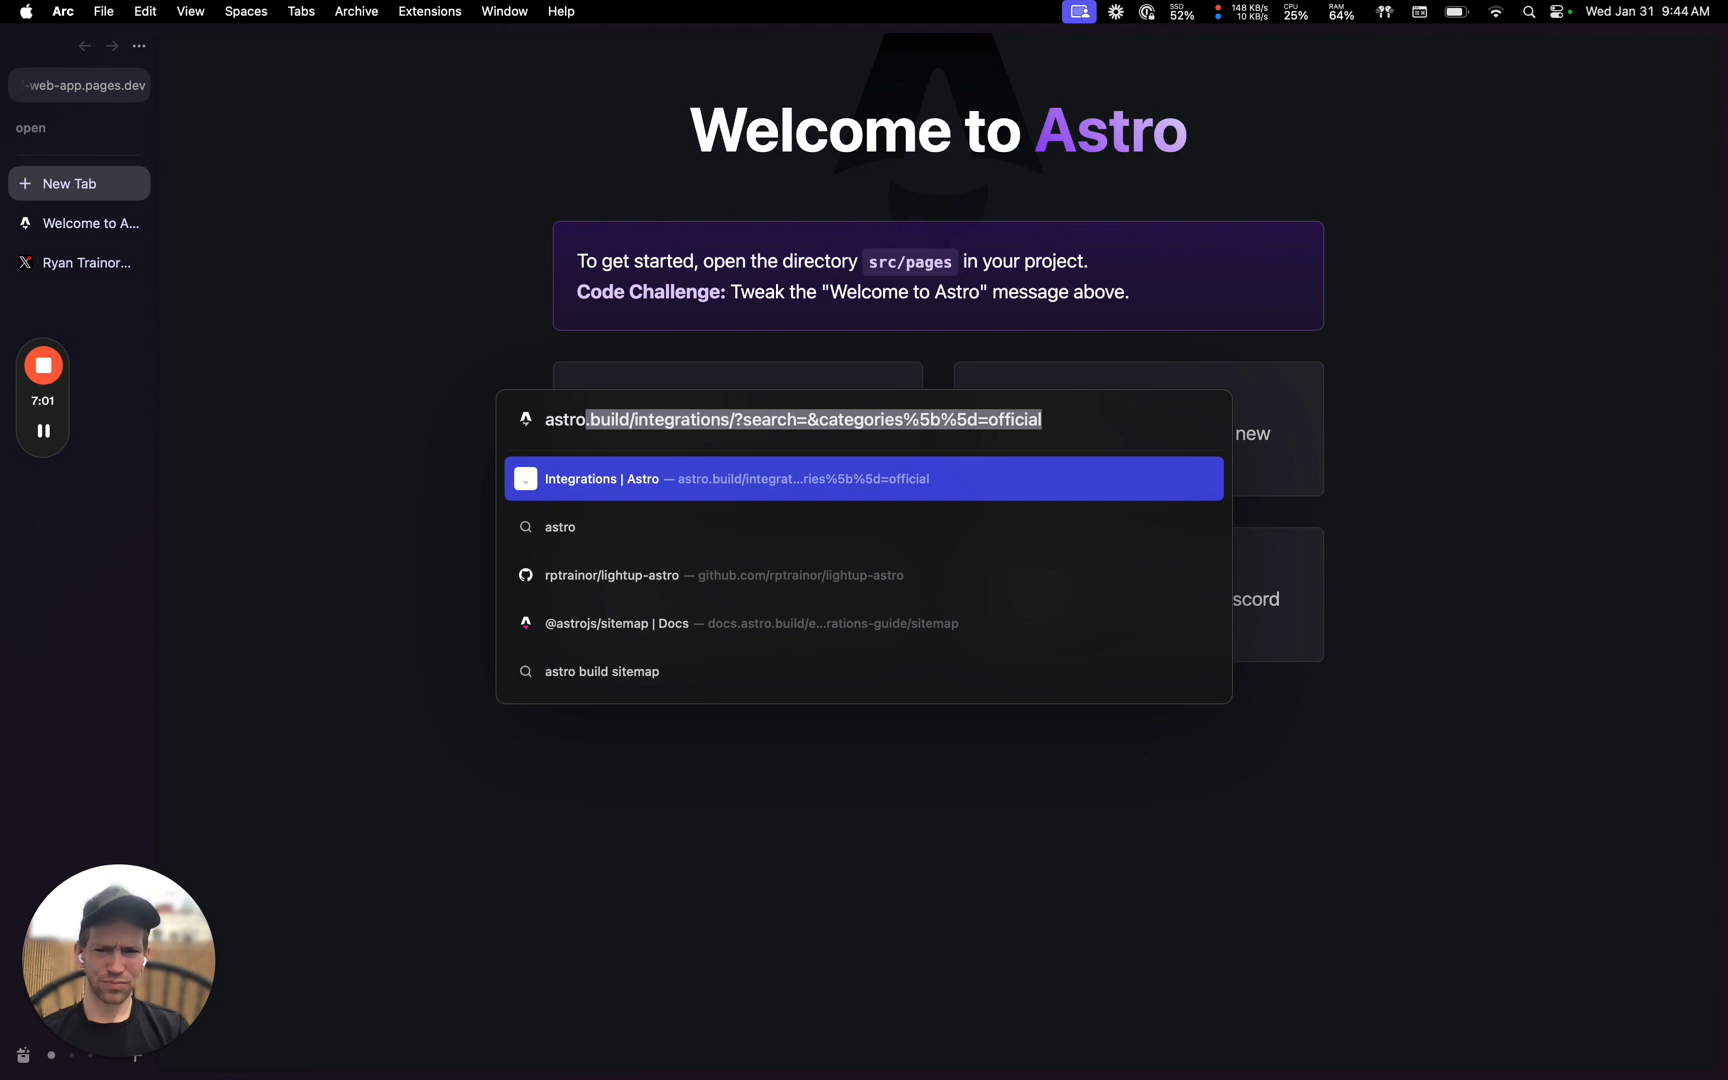 Arc File Edit View Spaces Tabs Archive Extensions Window Help
SSD 52% 148 KB/s 10 KB/s CPU 25% RAM 64% Wed Jan 31 9:44 AM
-web-app.pages.dev
open
New Tab
Welcome to A...
Ryan Trainor...
7:01
Welcome to Astro
To get started, open the directory src/pages in your project.
Code Challenge: Tweak the "Welcome to Astro" message above.
new
scord
astro.build/integrations/?search=&categories%5b%5d=official
Integrations | Astro — astro.build/integrat...ries%5b%5d=official
astro
rptrainor/lightup-astro — github.com/rptrainor/lightup-astro
@astrojs/sitemap | Docs — docs.astro.build/e...rations-guide/sitemap
astro build sitemap